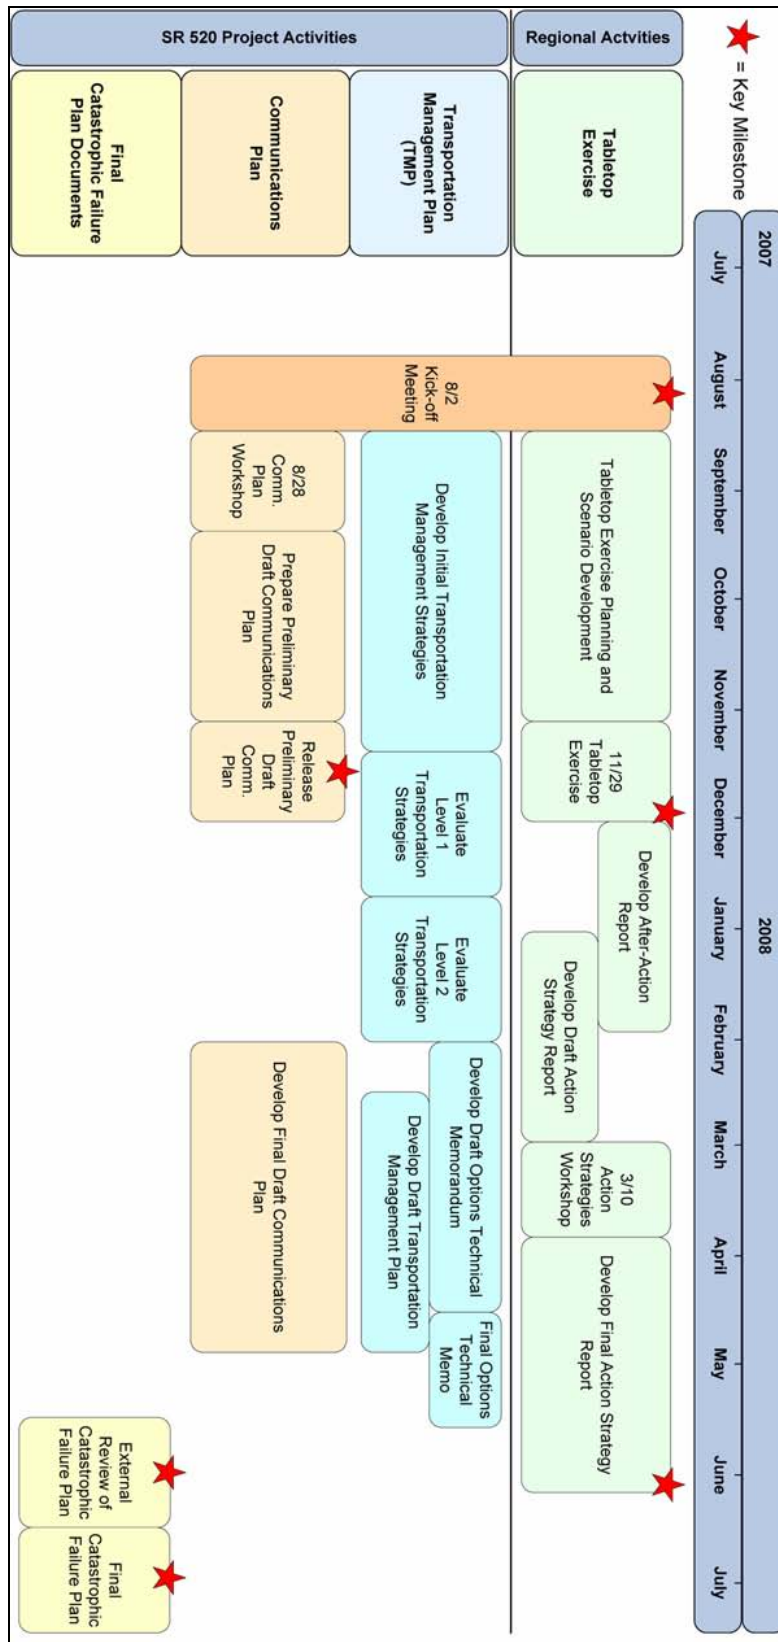 = Key Milestone
2007
2008
July
August
September
October
November
December
January
February
March
April
May
June
July
Regional Actvities
Tabletop
Exercise
8/2
Kick-off
Meeting
Tabletop Exercise Planning and
Scenario Development
11/29
Tabletop
Exercise
Develop After-Action
Report
Develop Draft Action
Strategy Report
3/10
Action
Strategies
Workshop
Develop Final Action Strategy
Report
SR 520 Project Activities
Transportation
Management Plan
(TMP)
Develop Initial Transportation
Management Strategies
Evaluate
Level 1
Transportation
Strategies
Evaluate
Level 2
Transportation
Strategies
Develop Draft Options Technical
Memorandum
Final Options
Technical
Memo
Develop Draft Transportation
Management Plan
Communications
Plan
8/28
Comm.
Plan
Workshop
Prepare Preliminary
Draft Communications
Plan
Release
Preliminary
Draft
Comm.
Plan
Develop Final Draft Communications
Plan
Final
Catastrophic Failure
Plan Documents
External
Review of
Catastrophic
Failure Plan
Final
Catastrophic
Failure Plan